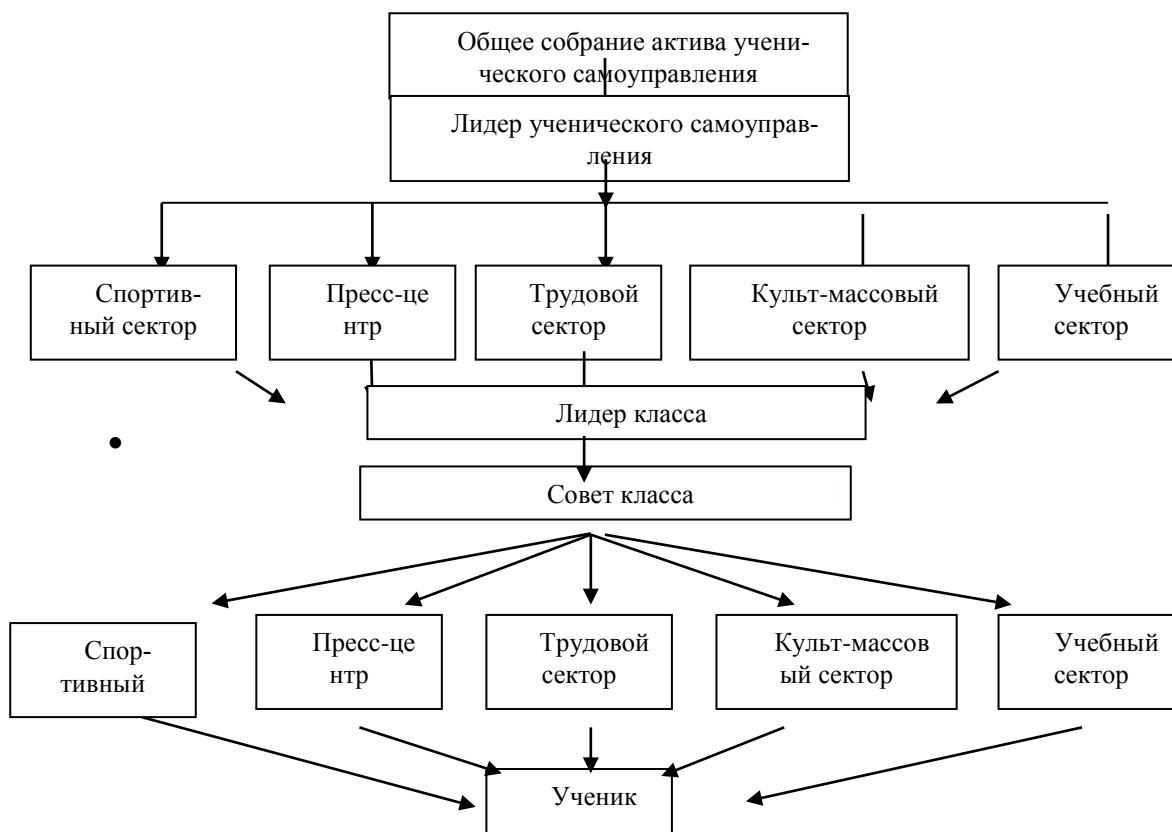 Общее собрание актива учени-
ческого самоуправления
Лидер ученического самоуправ-
ления
Спортив-
ный сектор
Пресс-це
нтр
Трудовой
сектор
Культ-массовый
сектор
Учебный
сектор
Лидер класса
Совет класса
Спор-
тивный
Пресс-це
нтр
Трудовой
сектор
Культ-массов
ый сектор
Учебный
сектор
Ученик